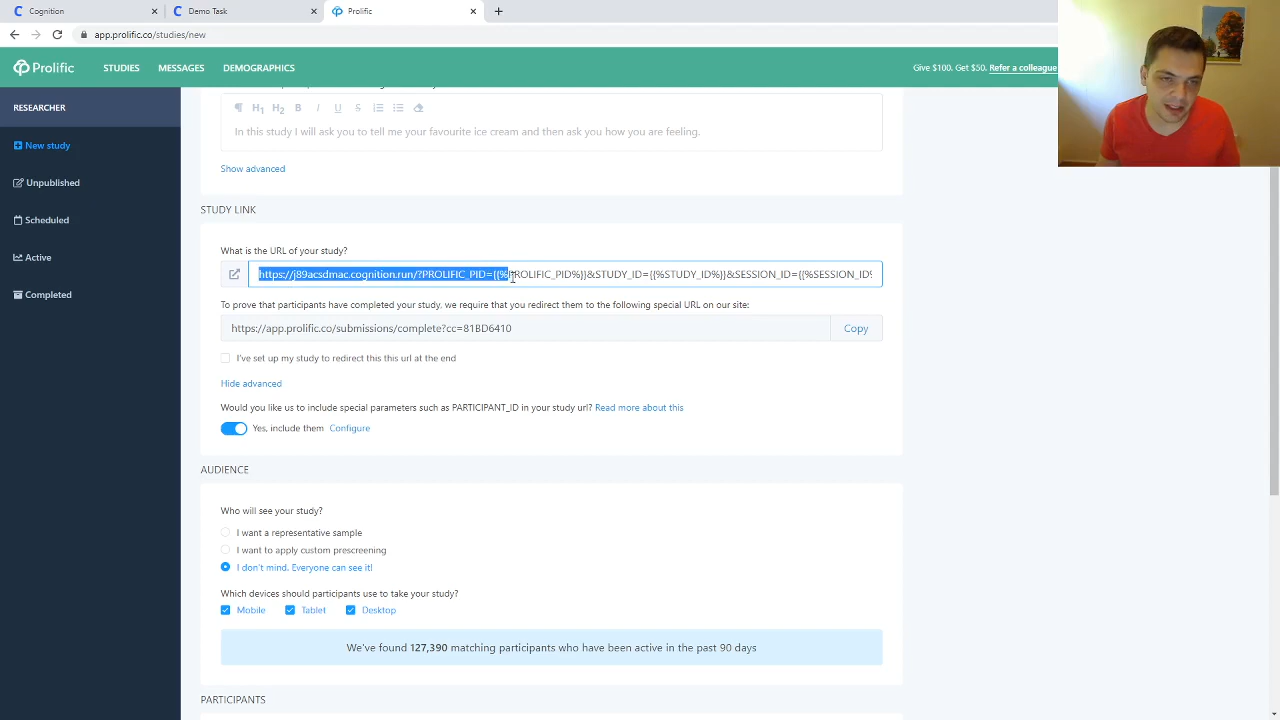 Cognition
Demo Task
Prolific
app.prolific.co/studies/new
Prolific
STUDIES
MESSAGES
DEMOGRAPHICS
Give $100. Get $50. Refer a colleague
RESEARCHER
New study
Unpublished
Scheduled
Active
Completed
¶ H1 H2 B I U S
In this study I will ask you to tell me your favourite ice cream and then ask you how you are feeling.
Show advanced
STUDY LINK
What is the URL of your study?
https://j89acsdmac.cognition.run/?PROLIFIC_PID={{%PROLIFIC_PID%}}&STUDY_ID={{%STUDY_ID%}}&SESSION_ID={{%SESSION_ID%
To prove that participants have completed your study, we require that you redirect them to the following special URL on our site:
https://app.prolific.co/submissions/complete?cc=81BD6410
Copy
I've set up my study to redirect this this url at the end
Hide advanced
Would you like us to include special parameters such as PARTICIPANT_ID in your study url? Read more about this
Yes, include them Configure
AUDIENCE
Who will see your study?
I want a representative sample
I want to apply custom prescreening
I don't mind. Everyone can see it!
Which devices should participants use to take your study?
Mobile
Tablet
Desktop
We've found 127,390 matching participants who have been active in the past 90 days
PARTICIPANTS